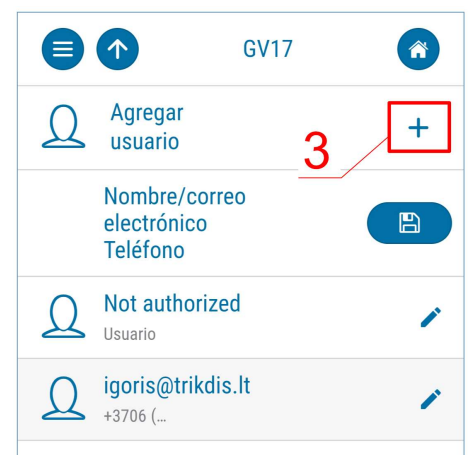 GV17
Agregar
usuario
3
Nombre/correo
electrónico
Teléfono
Not authorized
Usuario
igoris@trikdis.lt
+3706 (…